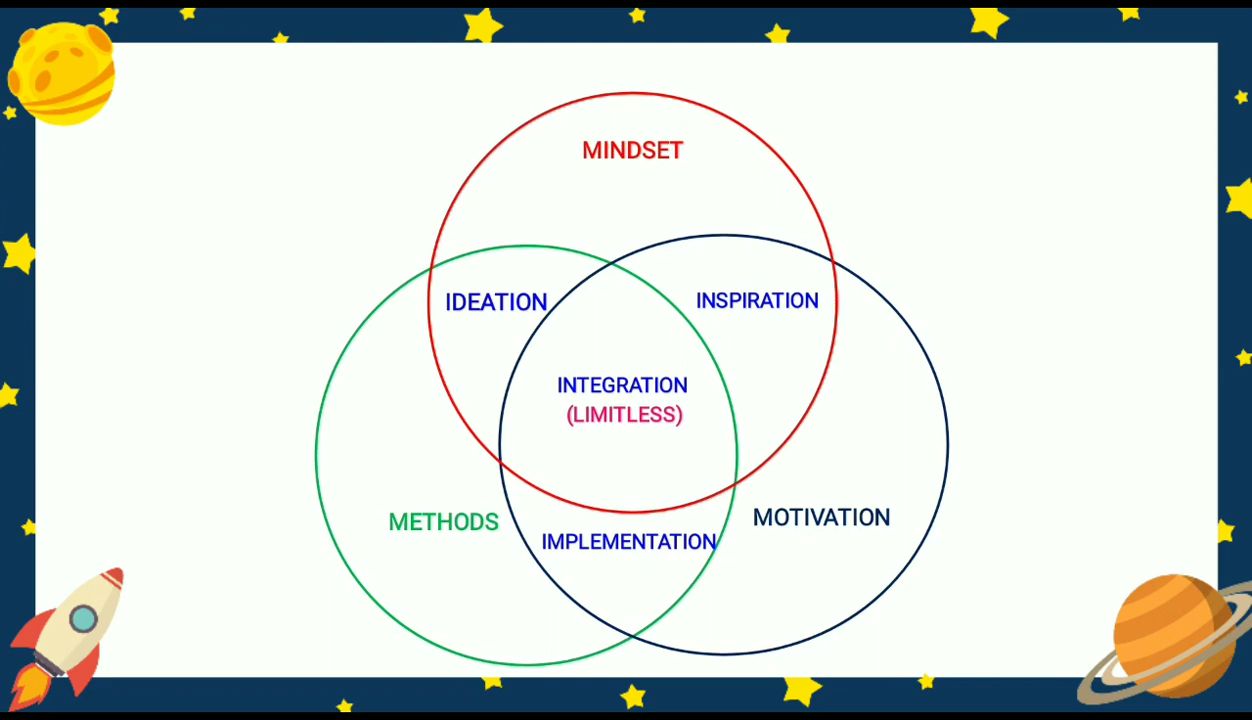 MINDSET
IDEATION
INSPIRATION
INTEGRATION
(LIMITLESS)
METHODS
MOTIVATION
IMPLEMENTATION